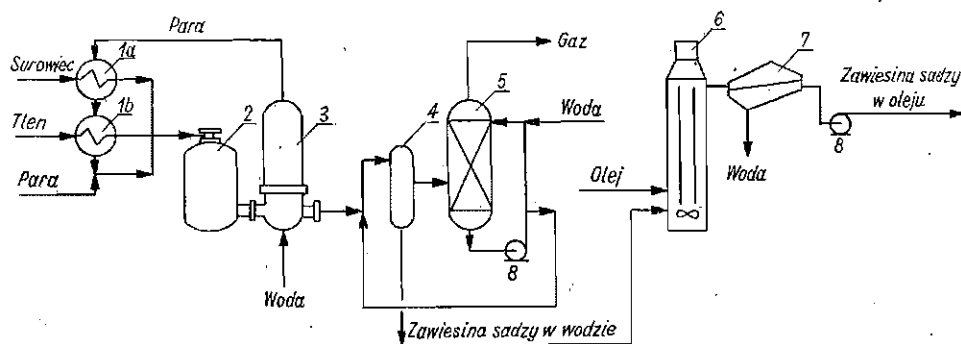 Para
1a
Surowiec
1b
Tlen
Para
2
3
Woda
4
5
Gaz
Woda
8
Zawiesina sadzy w wodzie
Olej
6
7
Woda
8
Zawiesina sadzy
w oleju